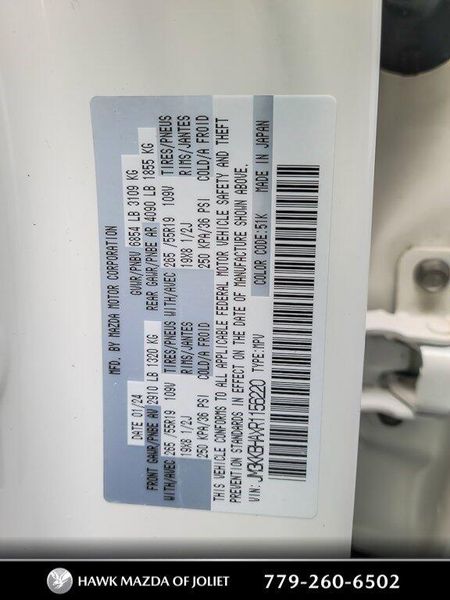 MFD. BY MAZDA MOTOR CORPORATION
DATE 01/24 GVWR/PNBV 6854 LB 3109 KG
FRONT GAWR/PNBE AV 2910 LB 1320 KG REAR GAWR/PNBE AR 4090 LB 1855 KG
WITH/AVEC 265 /55R19 109V TIRES/PNEUS WITH/AVEC 265 /55R19 109V TIRES/PNEUS
19X8 1/2J RIMS/JANTES 19X8 1/2J RIMS/JANTES
250 KPA/36 PSI COLD/A FROID 250 KPA/36 PSI COLD/A FROID
THIS VEHICLE CONFORMS TO ALL APPLICABLE FEDERAL MOTOR VEHICLE SAFETY AND THEFT
PREVENTION STANDARDS IN EFFECT ON THE DATE OF MANUFACTURE SHOWN ABOVE.
VIN: JM3KKBHAXR1156220 TYPE:MPV COLOR CODE:51K MADE IN JAPAN
HAWK MAZDA OF JOLIET 779-260-6502